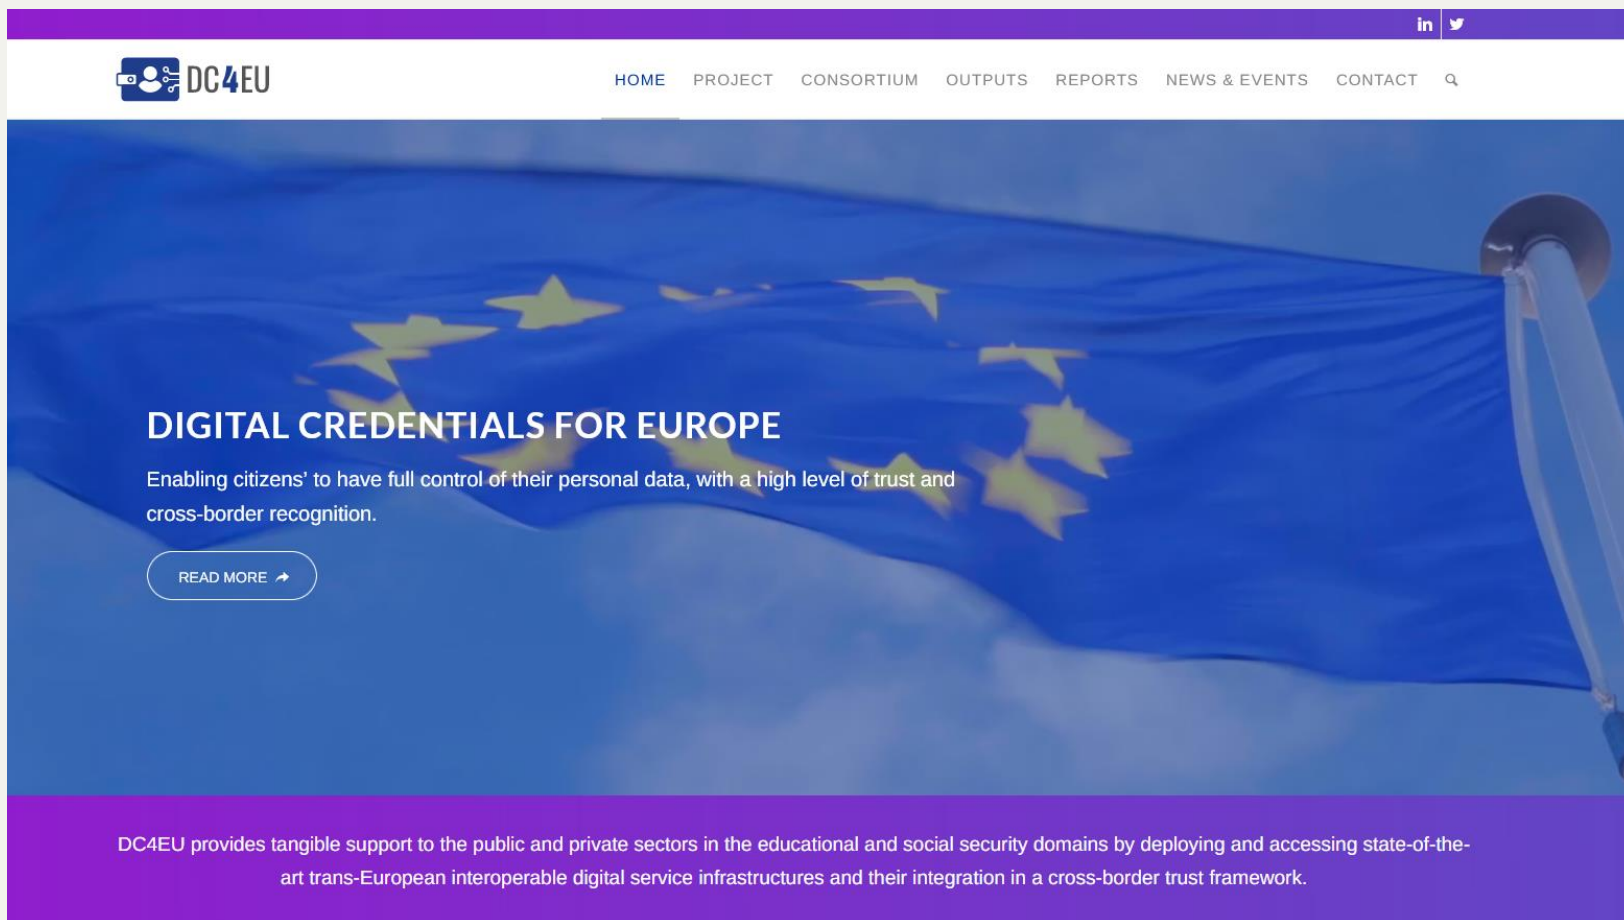 in
DC4EU
HOME PROJECT CONSORTIUM OUTPUTS REPORTS NEWS & EVENTS CONTACT
DIGITAL CREDENTIALS FOR EUROPE
Enabling citizens’ to have full control of their personal data, with a high level of trust and
cross-border recognition.
READ MORE
DC4EU provides tangible support to the public and private sectors in the educational and social security domains by deploying and accessing state-of-the-
art trans-European interoperable digital service infrastructures and their integration in a cross-border trust framework.